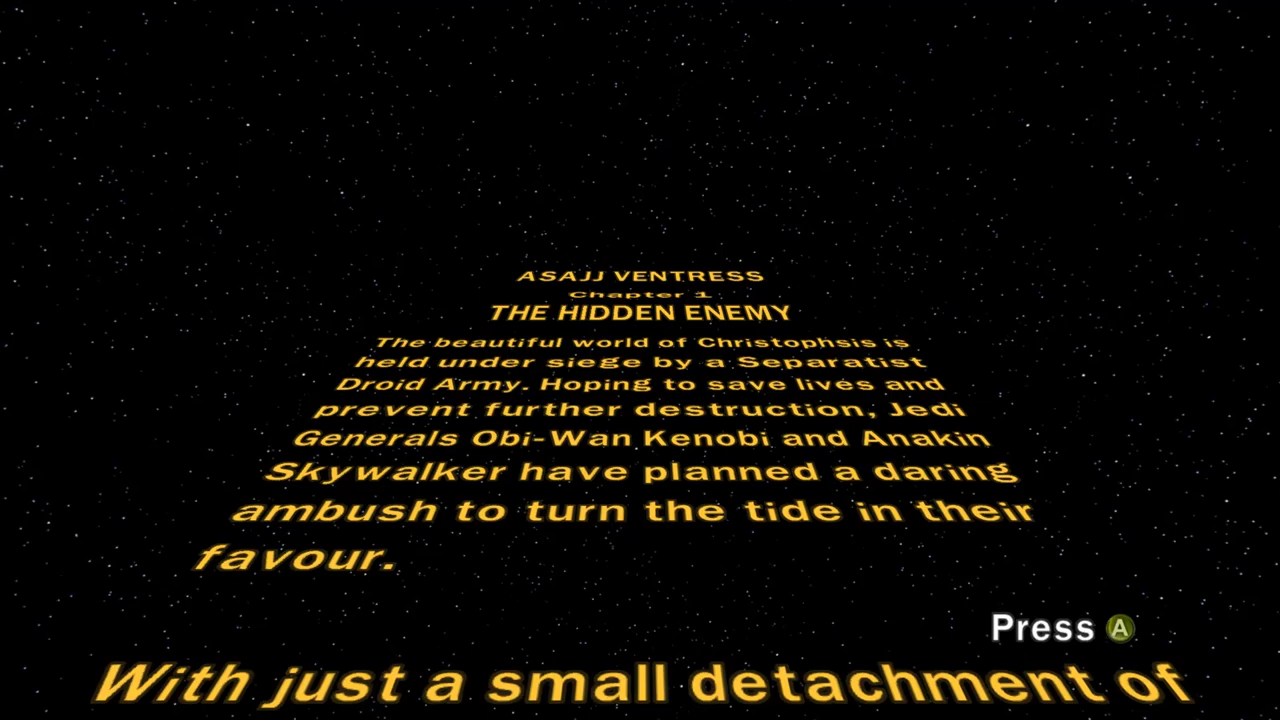 ASAJJ VENTRESS
Chapter 1
THE HIDDEN ENEMY
The beautiful world of Christophsis is
held under siege by a Separatist
Droid Army. Hoping to save lives and
prevent further destruction, Jedi
Generals Obi-Wan Kenobi and Anakin
Skywalker have planned a daring
ambush to turn the tide in their
favour.
Press A
With just a small detachment of